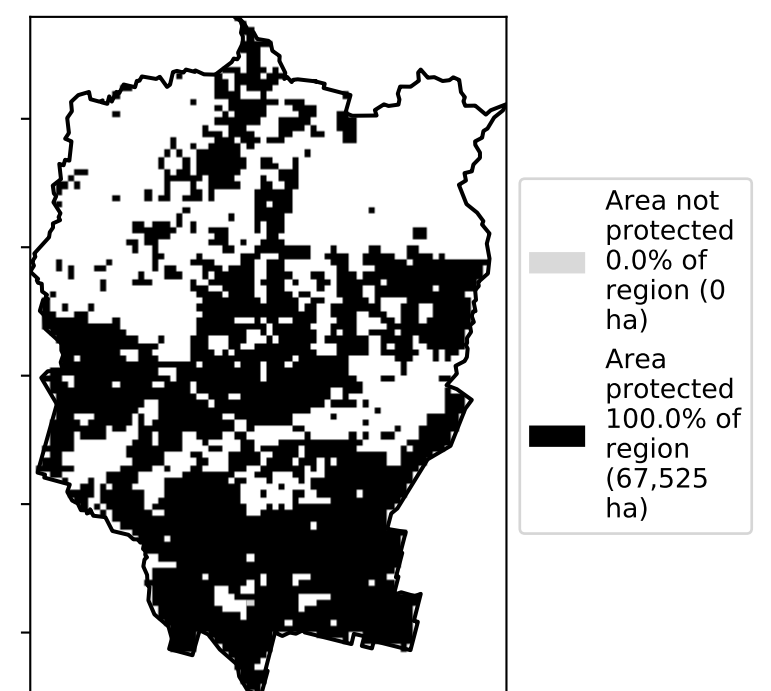 Area not
protected
0.0% of
region (0
ha)
Area
protected
100.0% of
region
(67,525
ha)